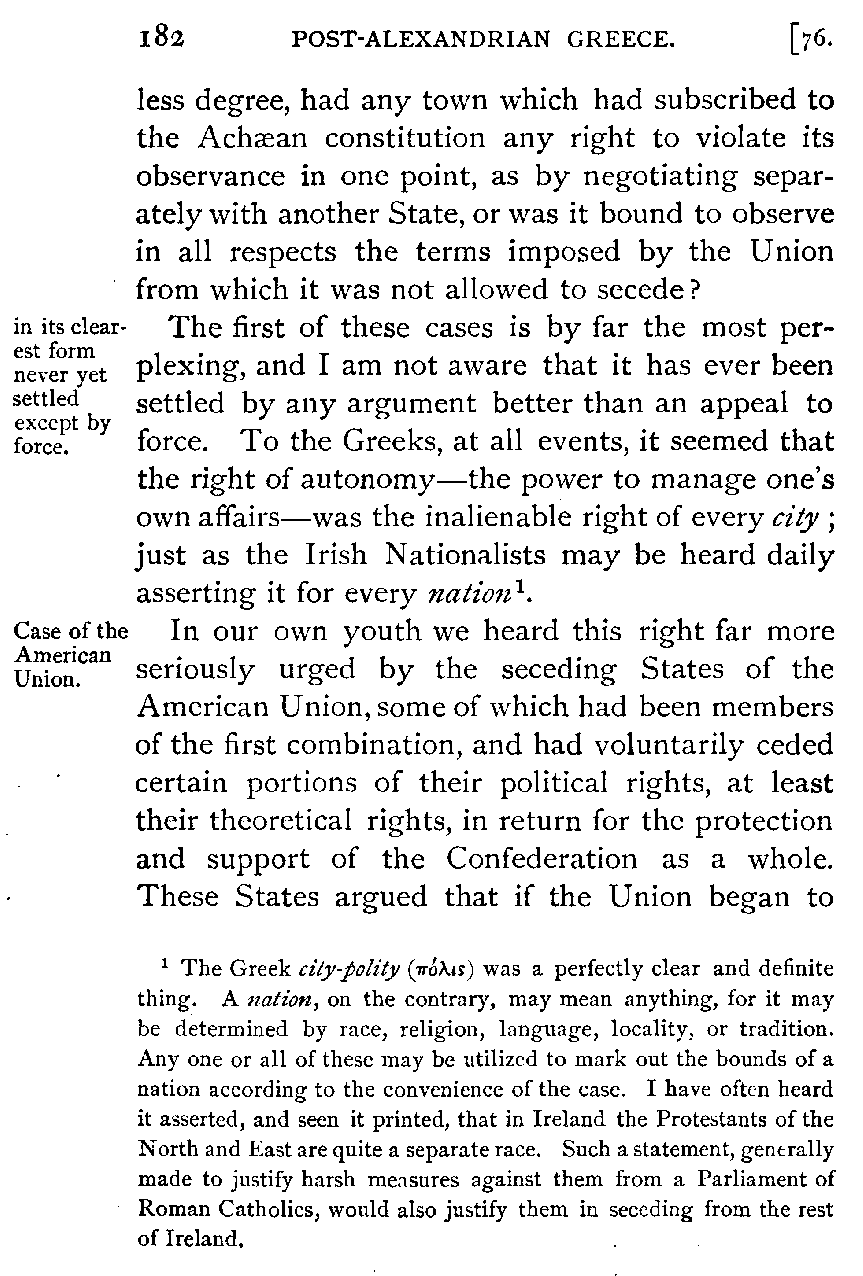 182 POST-ALEXANDRIAN GREECE. [76.
less degree, had any town which had subscribed to
the Achæan constitution any right to violate its
observance in one point, as by negotiating separ-
ately with another State, or was it bound to observe
in all respects the terms imposed by the Union
from which it was not allowed to secede?
in its clear-
est form
never yet
settled
except by
force.
The first of these cases is by far the most per-
plexing, and I am not aware that it has ever been
settled by any argument better than an appeal to
force. To the Greeks, at all events, it seemed that
the right of autonomy—the power to manage one's
own affairs—was the inalienable right of every city ;
just as the Irish Nationalists may be heard daily
asserting it for every nation¹.
Case of the
American
Union.
In our own youth we heard this right far more
seriously urged by the seceding States of the
American Union, some of which had been members
of the first combination, and had voluntarily ceded
certain portions of their political rights, at least
their theoretical rights, in return for the protection
and support of the Confederation as a whole.
These States argued that if the Union began to
¹ The Greek city-polity (πόλις) was a perfectly clear and definite
thing. A nation, on the contrary, may mean anything, for it may
be determined by race, religion, language, locality, or tradition.
Any one or all of these may be utilized to mark out the bounds of a
nation according to the convenience of the case. I have often heard
it asserted, and seen it printed, that in Ireland the Protestants of the
North and East are quite a separate race. Such a statement, generally
made to justify harsh measures against them from a Parliament of
Roman Catholics, would also justify them in seceding from the rest
of Ireland.